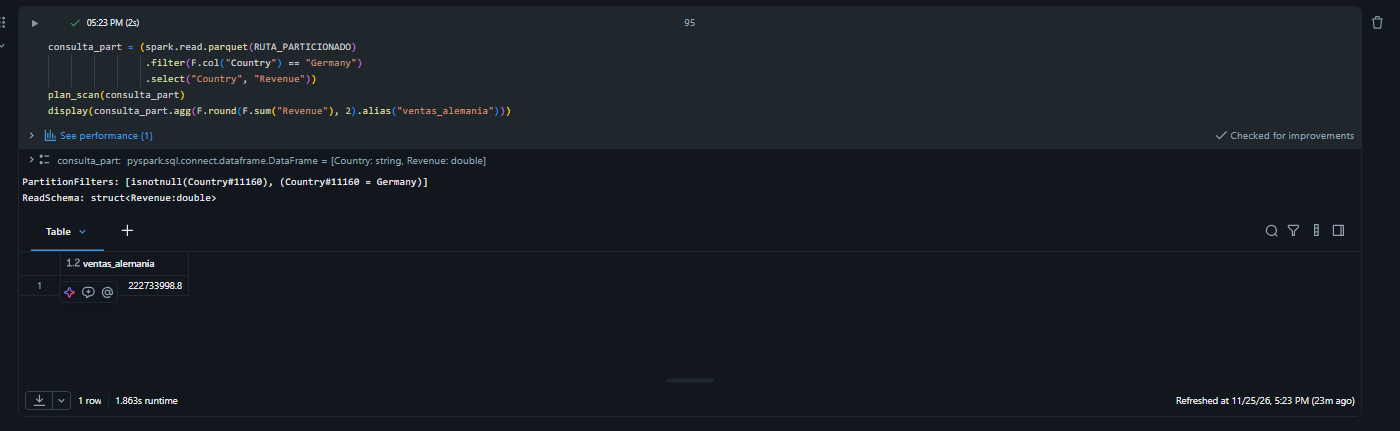 05:23 PM (2s)
95
consulta_part = (spark.read.parquet(RUTA_PARTICIONADO)
.filter(F.col("Country") == "Germany")
.select("Country", "Revenue"))
plan_scan(consulta_part)
display(consulta_part.agg(F.round(F.sum("Revenue"), 2).alias("ventas_alemania")))
See performance (1)
Checked for improvements
consulta_part: pyspark.sql.connect.dataframe.DataFrame = [Country: string, Revenue: double]
PartitionFilters: [isnotnull(Country#11160), (Country#11160 = Germany)]
ReadSchema: struct<Revenue:double>
Table
1.2 ventas_alemania
1 222733998.8
1 row 1.863s runtime
Refreshed at 11/25/26, 5:23 PM (23m ago)